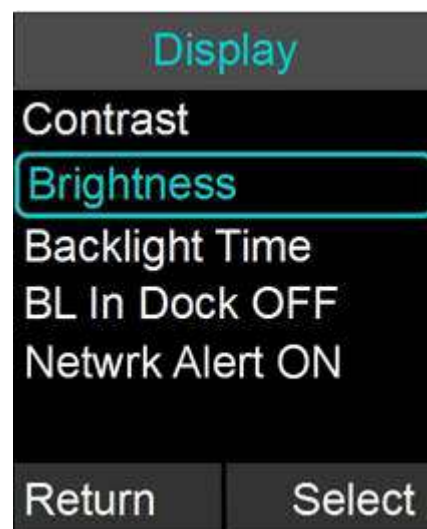 Display
Contrast
Brightness
Backlight Time
BL In Dock OFF
Netwrk Alert ON
Return Select